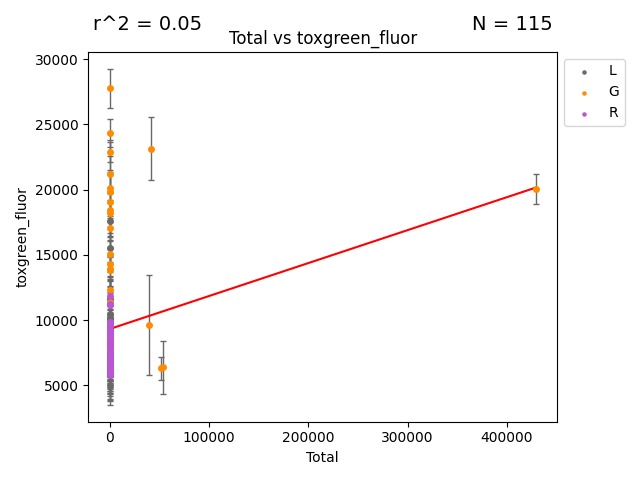 r^2 = 0.05
N = 115
Total vs toxgreen_fluor
30000
25000
20000
15000
10000
5000
toxgreen_fluor
0
100000
200000
300000
400000
Total
L
G
R